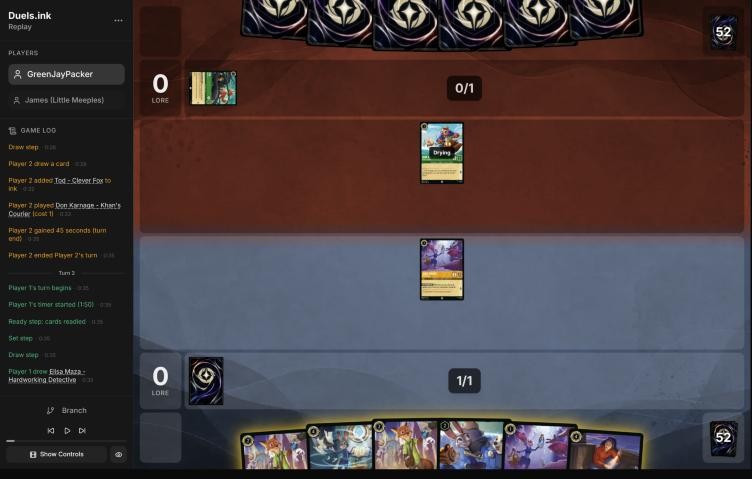 Duels.ink
Replay
PLAYERS
GreenJayPacker
James (Little Meeples)
GAME LOG
Draw step · 0:26
Player 2 drew a card · 0:26
Player 2 added Tod - Clever Fox to
ink · 0:32
Player 2 played Don Karnage - Khan's
Courier (cost 1) · 0:33
Player 2 gained 45 seconds (turn
end) · 0:35
Player 2 ended Player 2's turn · 0:35
Turn 3
Player 1's turn begins · 0:35
Player 1's timer started (1:50) · 0:35
Ready step: cards readied · 0:35
Set step · 0:35
Draw step · 0:35
Player 1 drew Elisa Maza -
Hardworking Detective · 0:35
Branch
Show Controls
52
0
LORE
0/1
Drying
0
LORE
1/1
52